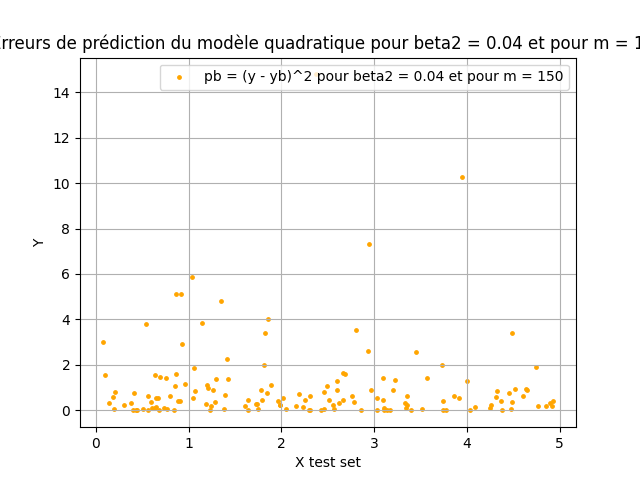 Erreurs de prédiction du modèle quadratique pour beta2 = 0.04 et pour m = 1
pb = (y - yb)^2 pour beta2 = 0.04 et pour m = 150
14
12
10
8
6
4
2
0
Y
0 1 2 3 4 5
X test set